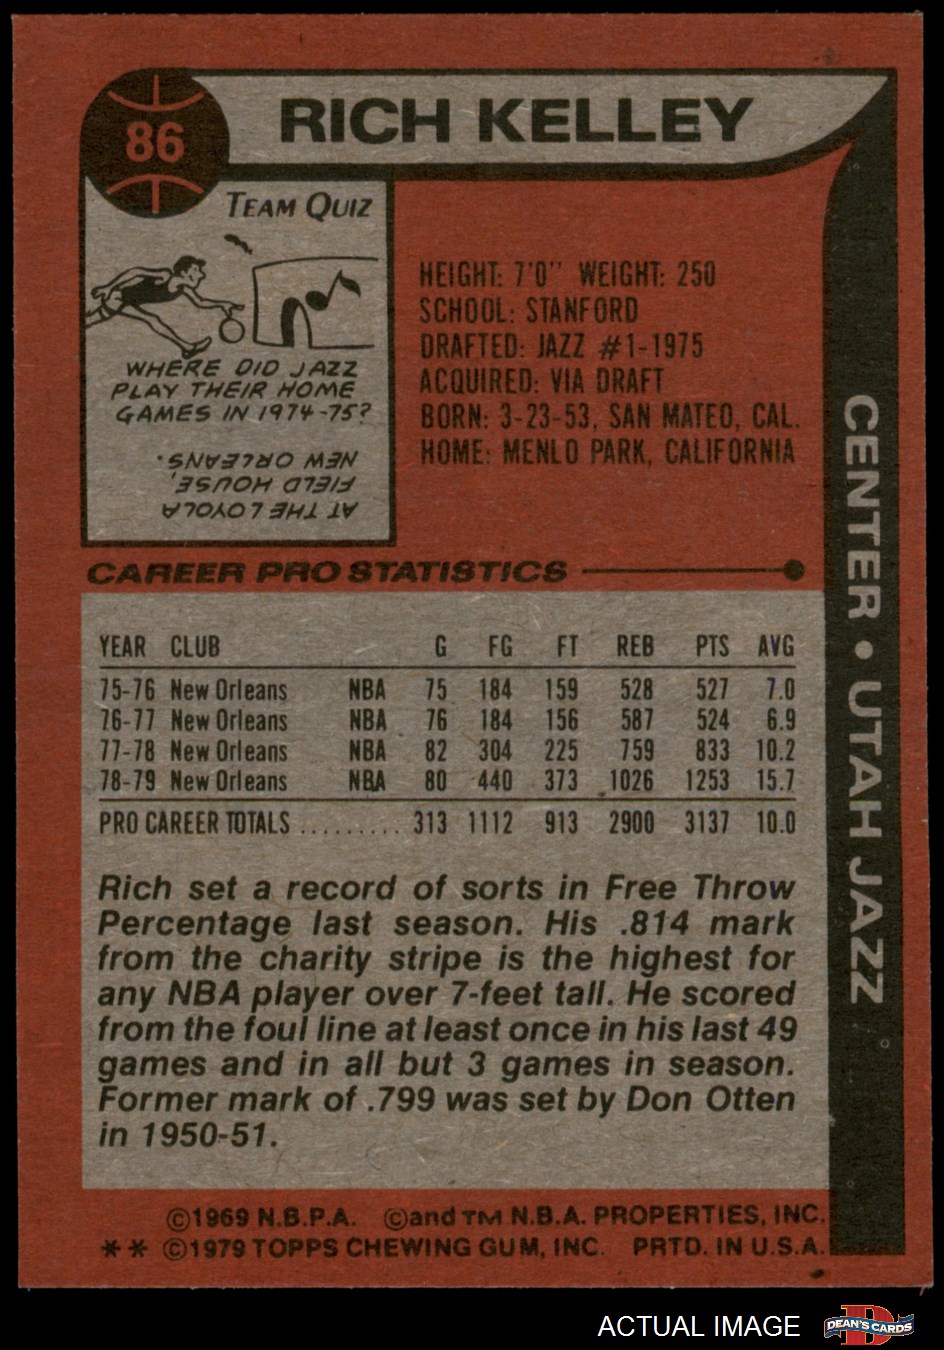 86
RICH KELLEY
TEAM QUIZ
WHERE DID JAZZ
PLAY THEIR HOME
GAMES IN 1974-75?
AT THE LOYOLA
FIELD HOUSE,
NEW ORLEANS.
HEIGHT: 7'0" WEIGHT: 250
SCHOOL: STANFORD
DRAFTED: JAZZ #1-1975
ACQUIRED: VIA DRAFT
BORN: 3-23-53, SAN MATEO, CAL.
HOME: MENLO PARK, CALIFORNIA
CENTER • UTAH JAZZ
CAREER PRO STATISTICS
YEAR CLUB G FG FT REB PTS AVG
75-76 New Orleans NBA 75 184 159 528 527 7.0
76-77 New Orleans NBA 76 184 156 587 524 6.9
77-78 New Orleans NBA 82 304 225 759 833 10.2
78-79 New Orleans NBA 80 440 373 1026 1253 15.7
PRO CAREER TOTALS ......... 313 1112 913 2900 3137 10.0
Rich set a record of sorts in Free Throw
Percentage last season. His .814 mark
from the charity stripe is the highest for
any NBA player over 7-feet tall. He scored
from the foul line at least once in his last 49
games and in all but 3 games in season.
Former mark of .799 was set by Don Otten
in 1950-51.
©1969 N.B.P.A. ©and TM N.B.A. PROPERTIES, INC.
** ©1979 TOPPS CHEWING GUM, INC. PRTD. IN U.S.A.
ACTUAL IMAGE
DEAN'S CARDS